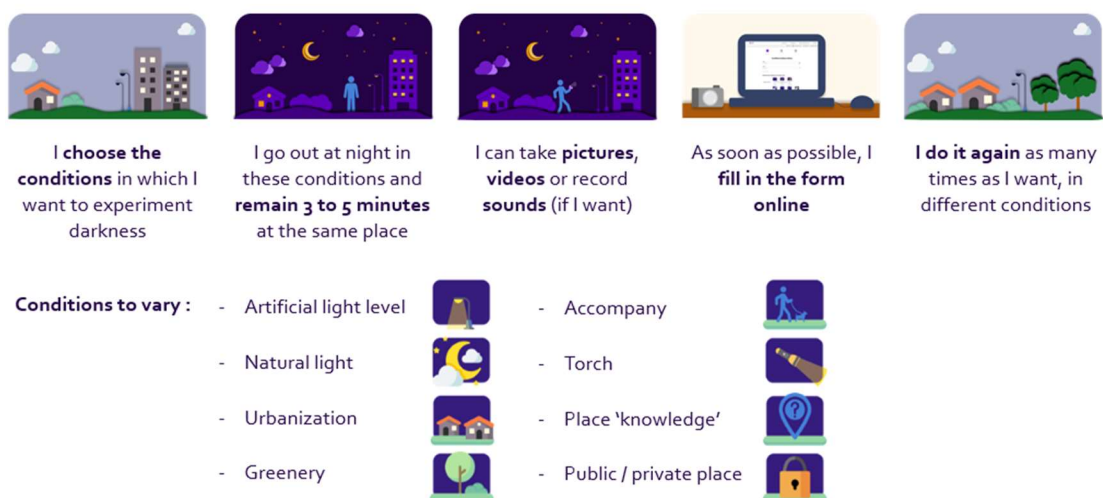 I choose the
conditions in which I
want to experiment
darkness
I go out at night in
these conditions and
remain 3 to 5 minutes
at the same place
I can take pictures,
videos or record
sounds (if I want)
As soon as possible, I
fill in the form
online
I do it again as many
times as I want, in
different conditions
Conditions to vary :
- Artificial light level
- Natural light
- Urbanization
- Greenery
- Accompany
- Torch
- Place ‘knowledge’
- Public / private place